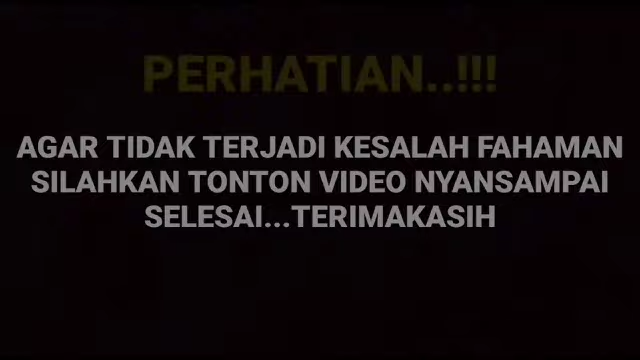 PERHATIAN..!!!
AGAR TIDAK TERJADI KESALAH FAHAMAN
SILAHKAN TONTON VIDEO NYANSAMPAI
SELESAI...TERIMAKASIH